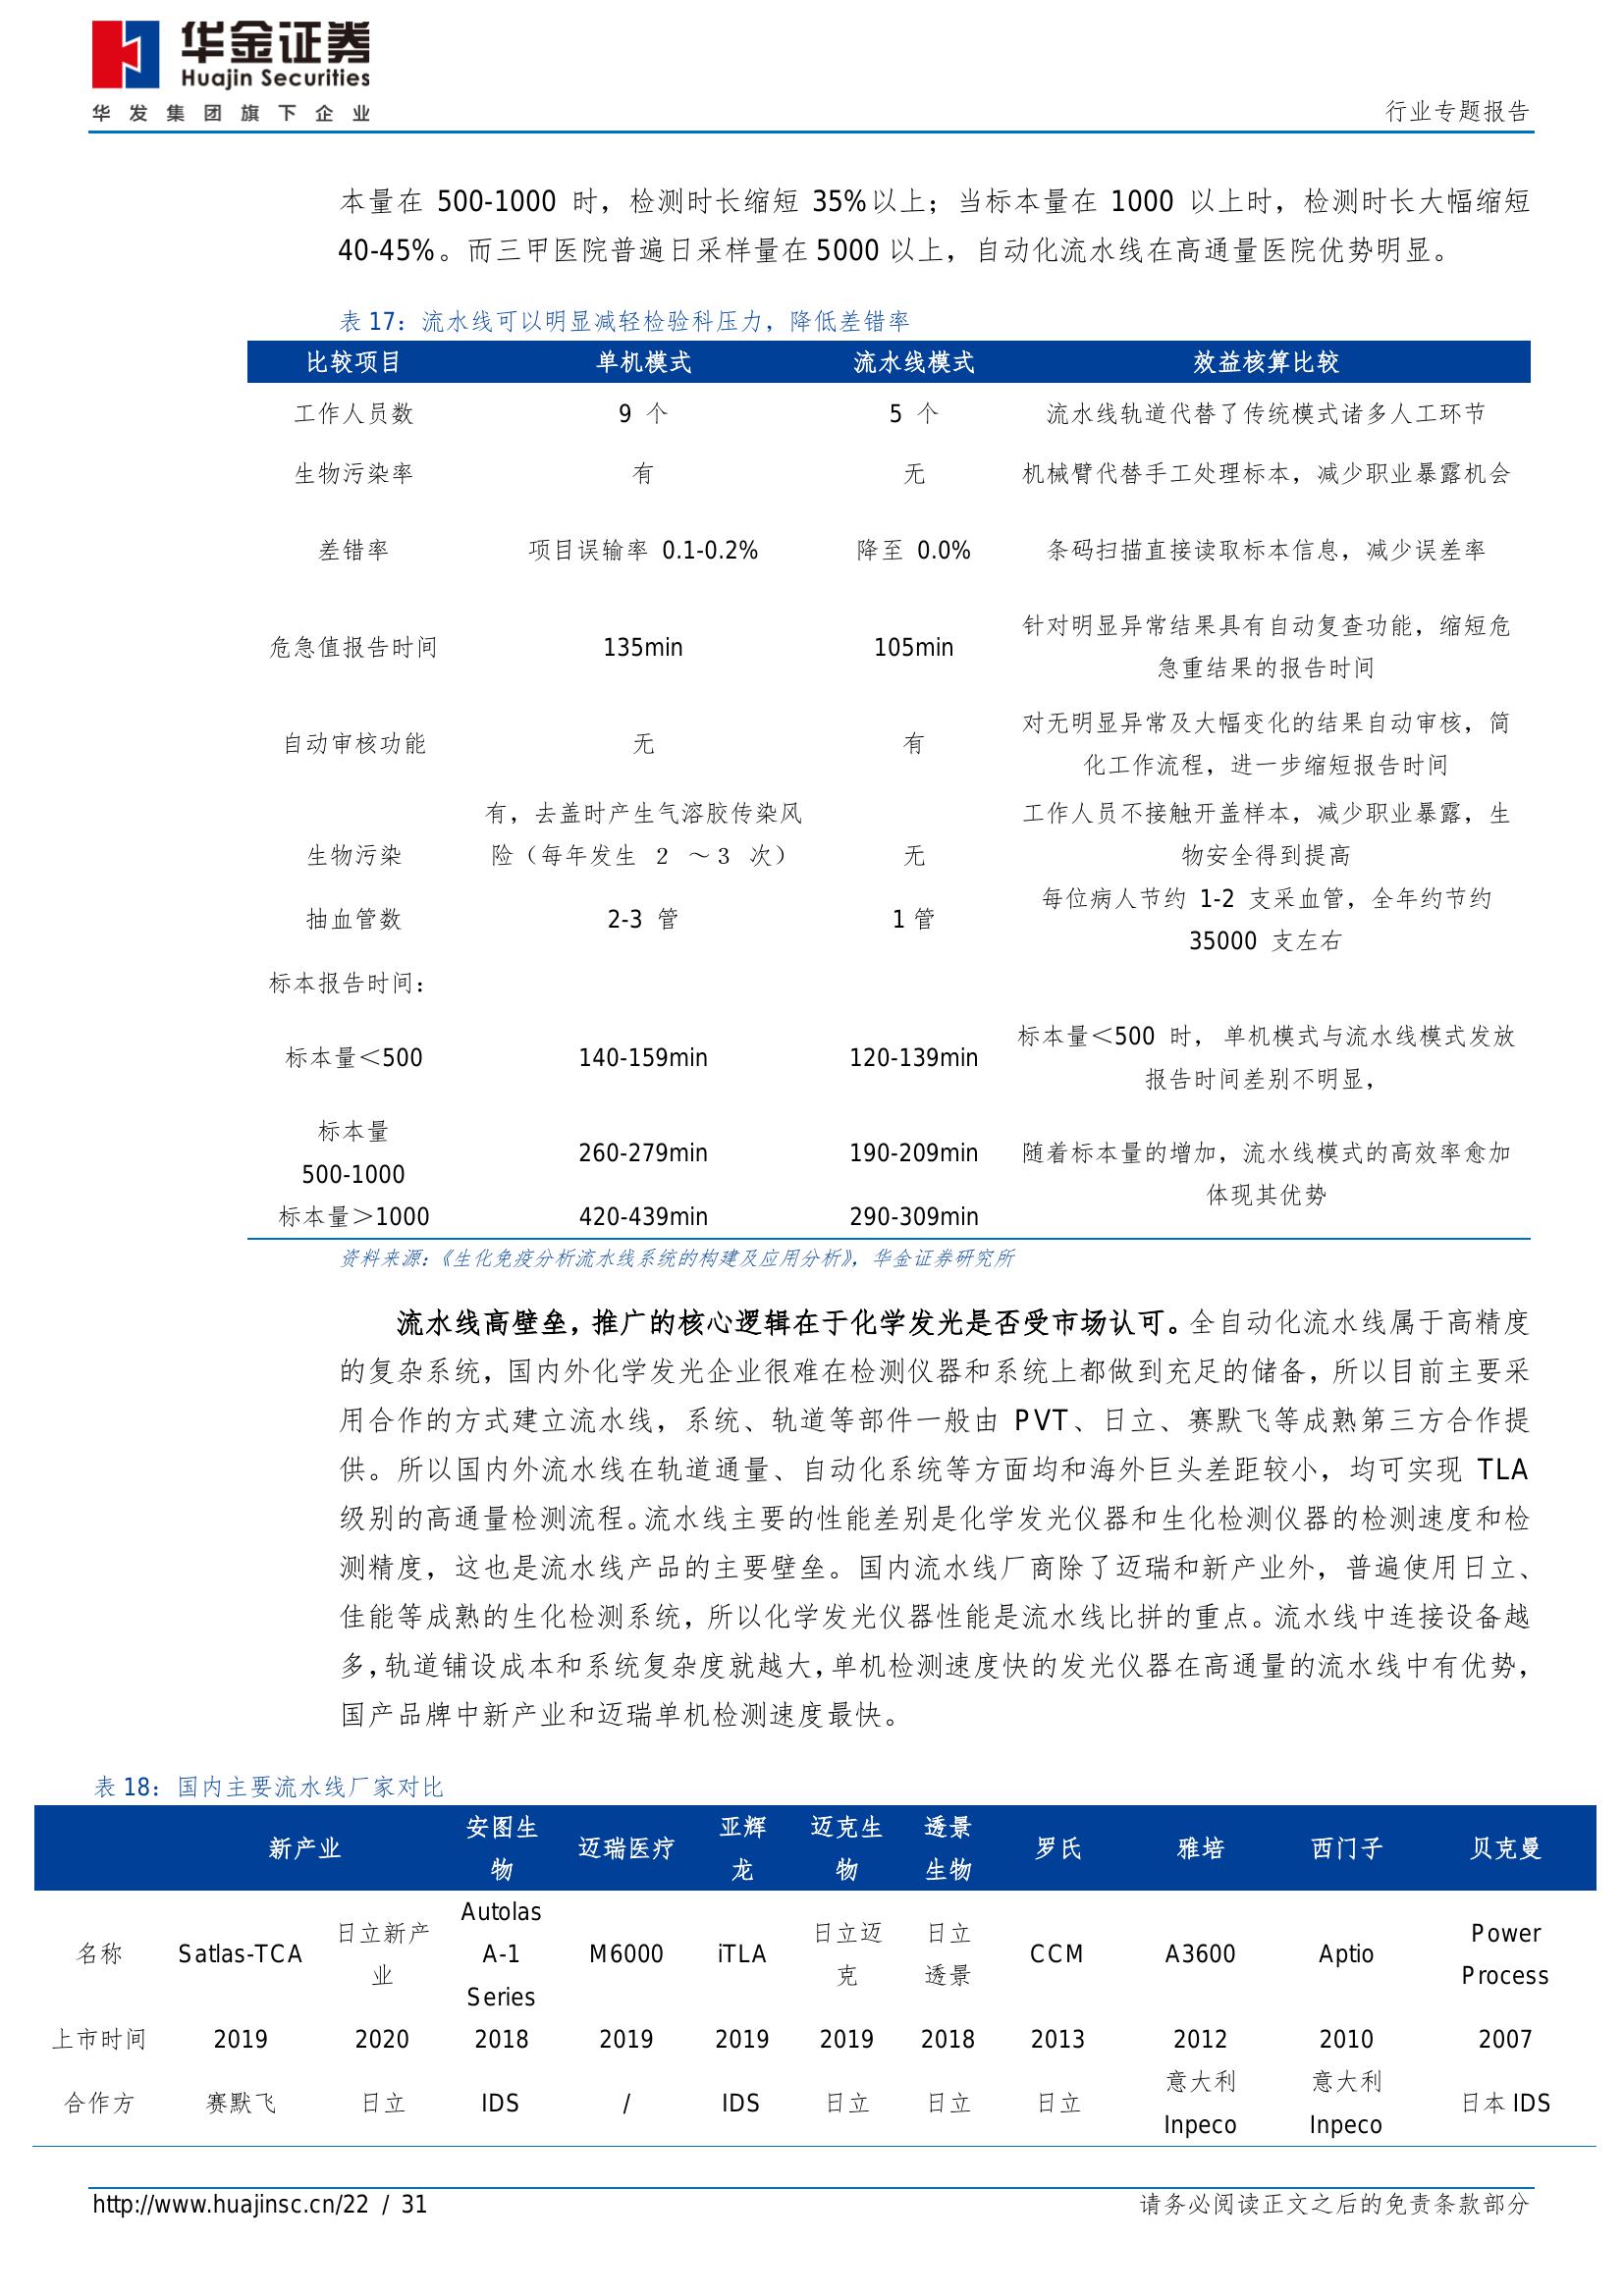 华金证券
Huajin Securities
华发集团旗下企业
行业专题报告
本量在 500-1000 时，检测时长缩短 35%以上；当标本量在 1000 以上时，检测时长大幅缩短
40-45%。而三甲医院普遍日采样量在 5000 以上，自动化流水线在高通量医院优势明显。
表 17：流水线可以明显减轻检验科压力，降低差错率
比较项目 单机模式 流水线模式 效益核算比较
工作人员数 9 个 5 个 流水线轨道代替了传统模式诸多人工环节
生物污染率 有 无 机械臂代替手工处理标本，减少职业暴露机会
差错率 项目误输率 0.1-0.2% 降至 0.0% 条码扫描直接读取标本信息，减少误差率
针对明显异常结果具有自动复查功能，缩短危
危急值报告时间 135min 105min
急重结果的报告时间
对无明显异常及大幅变化的结果自动审核，简
自动审核功能 无 有
化工作流程，进一步缩短报告时间
有，去盖时产生气溶胶传染风 工作人员不接触开盖样本，减少职业暴露，生
生物污染 险（每年发生 2 ～3 次） 无 物安全得到提高
每位病人节约 1-2 支采血管，全年约节约
抽血管数 2-3 管 1 管
35000 支左右
标本报告时间：
标本量＜500 时， 单机模式与流水线模式发放
标本量＜500 140-159min 120-139min
报告时间差别不明显，
标本量
500-1000 260-279min 190-209min 随着标本量的增加，流水线模式的高效率愈加
体现其优势
标本量＞1000 420-439min 290-309min
资料来源：《生化免疫分析流水线系统的构建及应用分析》，华金证券研究所
流水线高壁垒，推广的核心逻辑在于化学发光是否受市场认可。全自动化流水线属于高精度
的复杂系统，国内外化学发光企业很难在检测仪器和系统上都做到充足的储备，所以目前主要采
用合作的方式建立流水线，系统、轨道等部件一般由 PVT、日立、赛默飞等成熟第三方合作提
供。所以国内外流水线在轨道通量、自动化系统等方面均和海外巨头差距较小，均可实现 TLA
级别的高通量检测流程。流水线主要的性能差别是化学发光仪器和生化检测仪器的检测速度和检
测精度，这也是流水线产品的主要壁垒。国内流水线厂商除了迈瑞和新产业外，普遍使用日立、
佳能等成熟的生化检测系统，所以化学发光仪器性能是流水线比拼的重点。流水线中连接设备越
多，轨道铺设成本和系统复杂度就越大，单机检测速度快的发光仪器在高通量的流水线中有优势，
国产品牌中新产业和迈瑞单机检测速度最快。
表 18：国内主要流水线厂家对比
新产业 安图生物 迈瑞医疗 亚辉龙 迈克生物 透景生物 罗氏 雅培 西门子 贝克曼
名称 Satlas-TCA 日立新产业 Autolas A-1 Series M6000 iTLA 日立迈克 日立透景 CCM A3600 Aptio Power Process
上市时间 2019 2020 2018 2019 2019 2019 2018 2013 2012 2010 2007
合作方 赛默飞 日立 IDS / IDS 日立 日立 日立 意大利 Inpeco 意大利 Inpeco 日本 IDS
http://www.huajinsc.cn/22 / 31
请务必阅读正文之后的免责条款部分